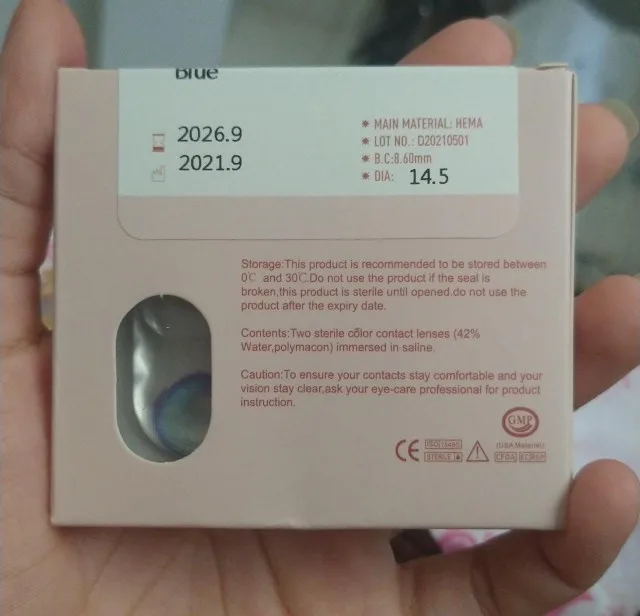 Blue
2026.9
2021.9
* MAIN MATERIAL: HEMA
* LOT NO.: D20210501
* B.C:8.60mm
* DIA: 14.5
Storage:This product is recommended to be stored between
0℃ and 30℃.Do not use the product if the seal is
broken,this product is sterile until opened.do not use the
product after the expiry date.
Contents:Two sterile color contact lenses (42%
Water,polymacon) immersed in saline.
Caution:To ensure your contacts stay comfortable and your
vision stay clear,ask your eye-care professional for product
instruction.
GMP
(USA Material)
CE
STERILE
CFDA